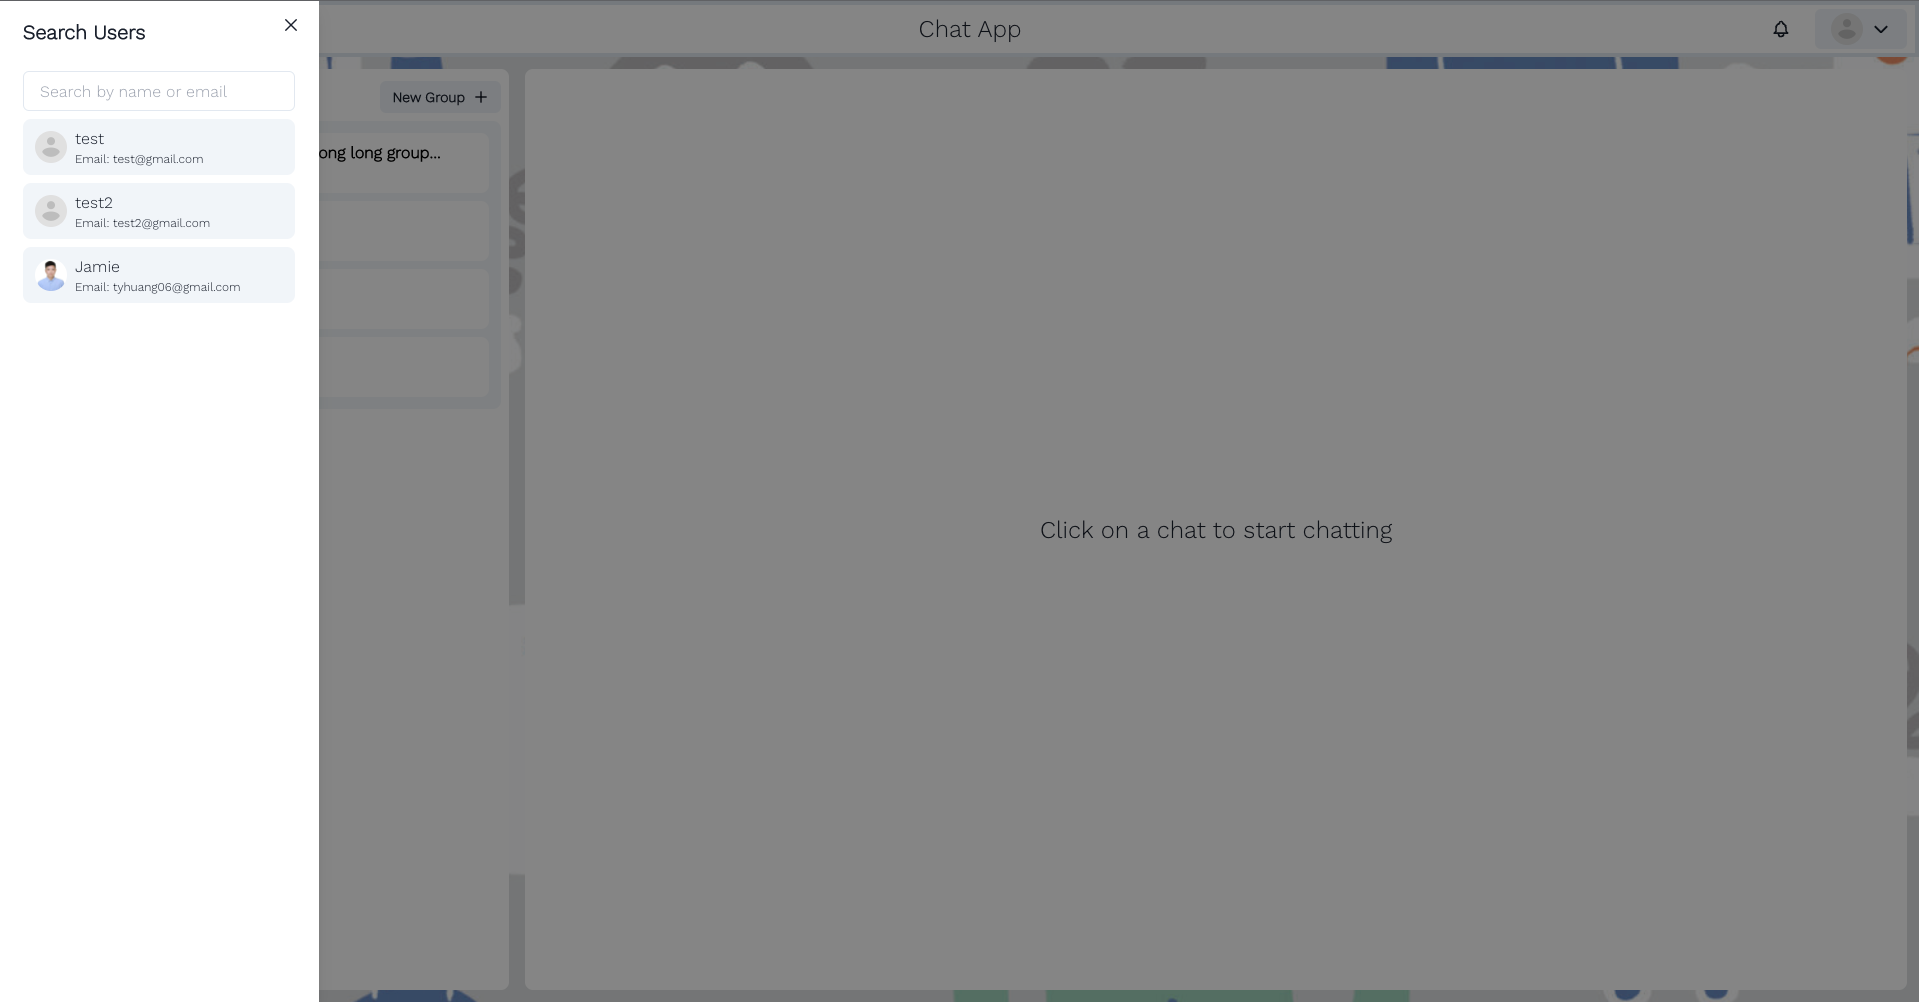 Search Users
Chat App
Search by name or email
New Group
test
Email: test@gmail.com
long group...
test2
Email: test2@gmail.com
Jamie
Email: tyhuang06@gmail.com
Click on a chat to start chatting